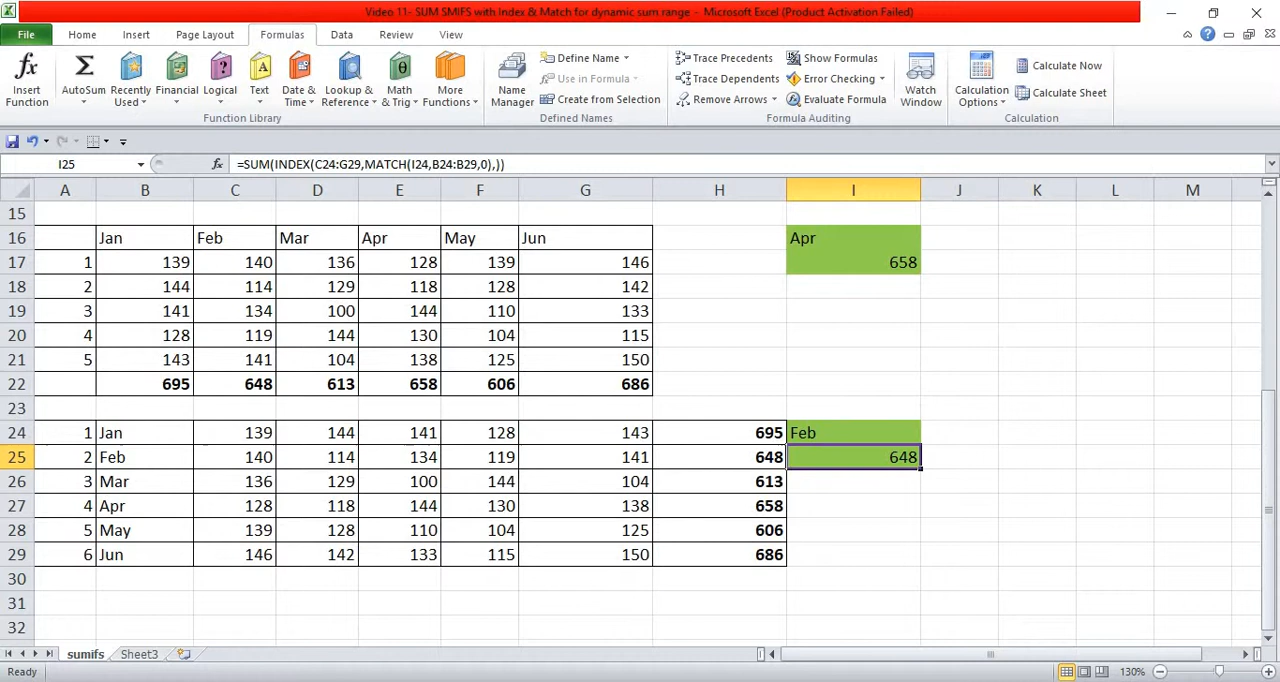 Video 11- SUM SMIFS with Index & Match for dynamic sum range - Microsoft Excel (Product Activation Failed)
File Home Insert Page Layout Formulas Data Review View
Insert Function
AutoSum
Recently Used
Financial
Logical
Text
Date & Time
Lookup & Reference
Math & Trig
More Functions
Function Library
Name Manager
Define Name
Use in Formula
Create from Selection
Defined Names
Trace Precedents
Trace Dependents
Remove Arrows
Show Formulas
Error Checking
Evaluate Formula
Formula Auditing
Watch Window
Calculation Options
Calculate Now
Calculate Sheet
Calculation
I25 fx =SUM(INDEX(C24:G29,MATCH(I24,B24:B29,0),))
A B C D E F G H I J K L M
15
16 Jan Feb Mar Apr May Jun Apr
17 1 139 140 136 128 139 146 658
18 2 144 114 129 118 128 142
19 3 141 134 100 144 110 133
20 4 128 119 144 130 104 115
21 5 143 141 104 138 125 150
22 695 648 613 658 606 686
23
24 1 Jan 139 144 141 128 143 695 Feb
25 2 Feb 140 114 134 119 141 648 648
26 3 Mar 136 129 100 144 104 613
27 4 Apr 128 118 144 130 138 658
28 5 May 139 128 110 104 125 606
29 6 Jun 146 142 133 115 150 686
30
31
32
sumifs Sheet3
Ready 130%